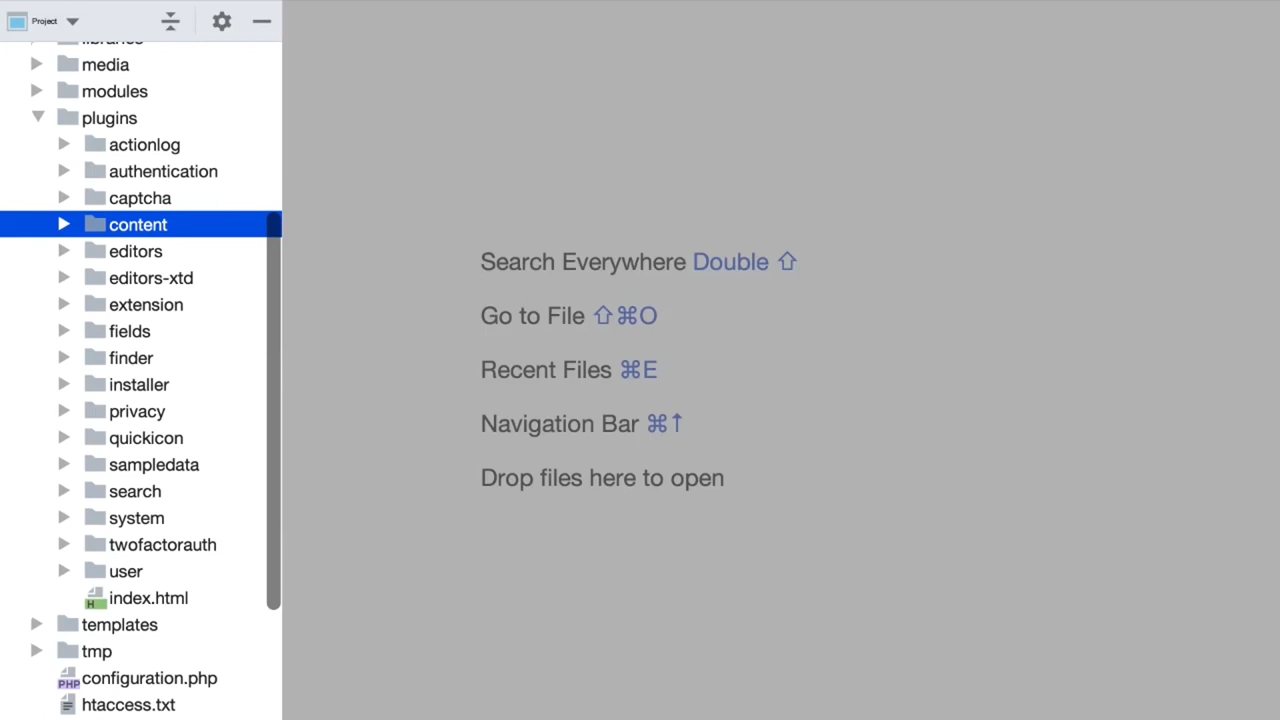 Project
libraries
media
modules
plugins
actionlog
authentication
captcha
content
editors
editors-xtd
extension
fields
finder
installer
privacy
quickicon
sampledata
search
system
twofactorauth
user
H index.html
templates
tmp
PHP configuration.php
htaccess.txt
Search Everywhere Double ⇧
Go to File ⇧⌘O
Recent Files ⌘E
Navigation Bar ⌘↑
Drop files here to open